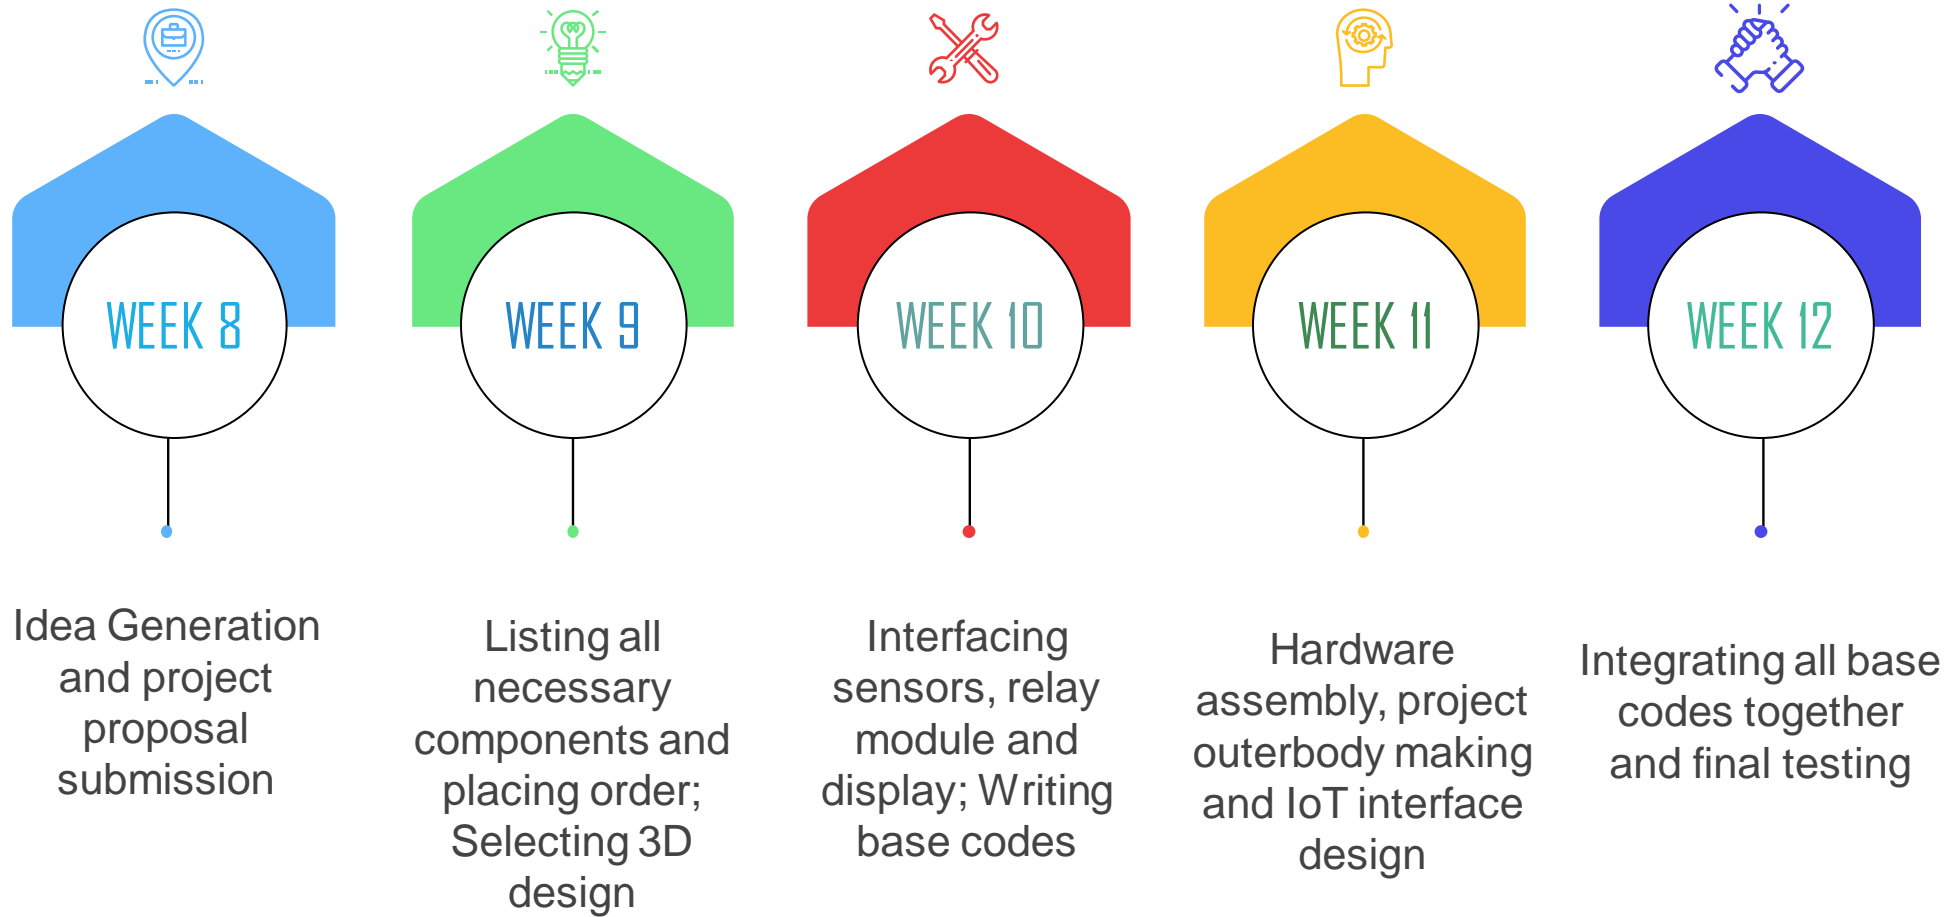 WEEK 8
WEEK 9
WEEK 10
WEEK 11
WEEK 12
Idea Generation
and project
proposal
submission
Listing all
necessary
components and
placing order;
Selecting 3D
design
Interfacing
sensors, relay
module and
display; Writing
base codes
Hardware
assembly, project
outerbody making
and IoT interface
design
Integrating all base
codes together
and final testing